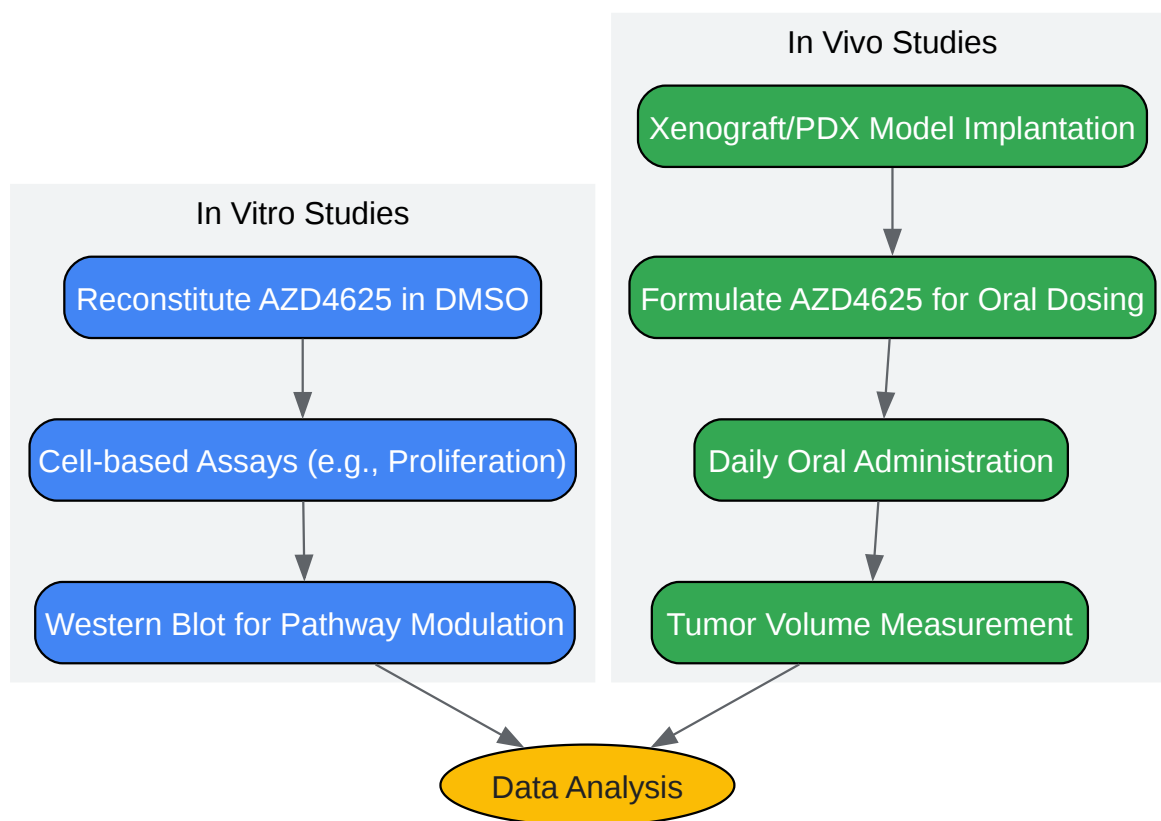 In Vitro Studies
Reconstitute AZD4625 in DMSO
Cell-based Assays (e.g., Proliferation)
Western Blot for Pathway Modulation
In Vivo Studies
Xenograft/PDX Model Implantation
Formulate AZD4625 for Oral Dosing
Daily Oral Administration
Tumor Volume Measurement
Data Analysis